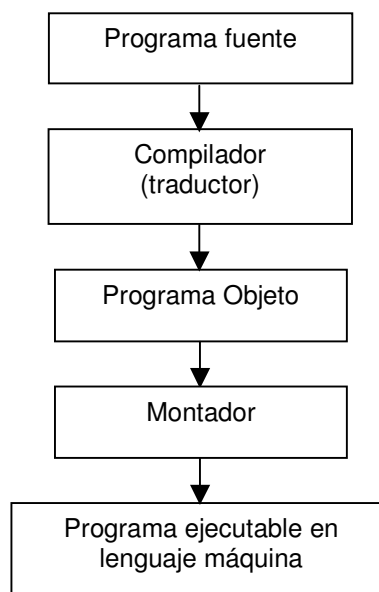 Programa fuente
Compilador
(traductor)
Programa Objeto
Montador
Programa ejecutable en
lenguaje máquina